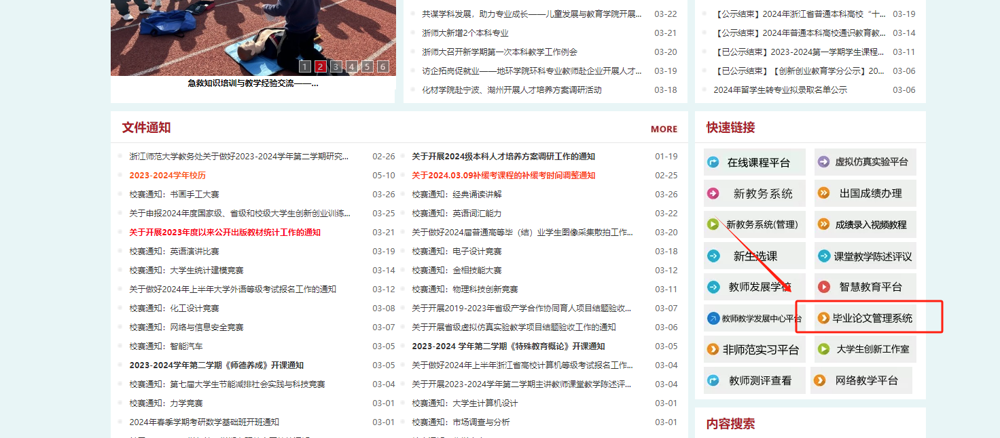 1 2 3 4 5 6
急救知识培训与教学经验交流——...
共谋学科发展，助力专业成长——儿童发展与教育学院开展... 03-22
浙师大新增2个本科专业 03-21
浙师大召开新学期第一次本科教学工作例会 03-20
访企拓岗促就业——地环学院环科专业教师赴企业开展人才... 03-19
化材学院赴宁波、湖州开展人才培养方案调研活动 03-18
【公示结束】2024年浙江省普通本科高校“十... 03-19
【公示结束】2024年普通本科高校通识教育教... 03-14
【已公示结束】2023-2024第一学期学生课程... 03-11
【已公示结束】【创新创业教育学分公示】20... 03-06
2024年留学生转专业拟录取名单公示 03-06
文件通知 MORE
浙江师范大学教务处关于做好2023-2024学年第二学期研究... 02-26
2023-2024学年校历 05-10
校赛通知：书画手工大赛 03-26
关于申报2024年度国家级、省级和校级大学生创新创业训练... 03-25
关于开展2023年度以来公开出版教材统计工作的通知 03-21
校赛通知：英语演讲比赛 03-19
校赛通知：大学生统计建模竞赛 03-14
关于做好2024年上半年大学外语等级考试报名工作的通知 03-12
校赛通知：化工设计竞赛 03-08
校赛通知：网络与信息安全竞赛 03-07
校赛通知：智能汽车 03-05
2023-2024学年第二学期《师德养成》开课通知 03-05
校赛通知：第七届大学生节能减排社会实践与科技竞赛 03-04
校赛通知：力学竞赛 03-01
2024年春季学期考研数学基础班开班通知 03-01
关于开展2024级本科人才培养方案调研工作的通知 01-19
关于2024.03.09补缓考课程的补缓考时间调整通知 02-25
校赛通知：经典诵读讲解 03-26
校赛通知：英语词汇能力 03-22
关于做好2024届普通高等毕（结）业学生图像采集散拍工作... 03-20
校赛通知：电子设计竞赛 03-18
校赛通知：金相技能大赛 03-12
校赛通知：物理科技创新竞赛 03-11
关于开展2019-2023年省级产学合作协同育人项目结题验收... 03-07
关于开展省级虚拟仿真实验教学项目结题验收工作的通知 03-06
2023-2024 学年第二学期《特殊教育概论》开课通知 03-05
关于做好2024年上半年浙江省高校计算机等级考试报名工作... 03-04
关于开展2023-2024学年第二学期主讲教师课堂教学陈述评... 03-04
校赛通知：大学生计算机设计 03-01
校赛通知：市场调查与分析 03-01
快速链接
在线课程平台 虚拟仿真实验平台
新教务系统 出国成绩办理
新教务系统(管理) 成绩录入视频教程
新生选课 课堂教学陈述评议
教师发展学校 智慧教育平台
教师教学发展中心平台 毕业论文管理系统
非师范实习平台 大学生创新工作室
教师测评查看 网络教学平台
内容搜索